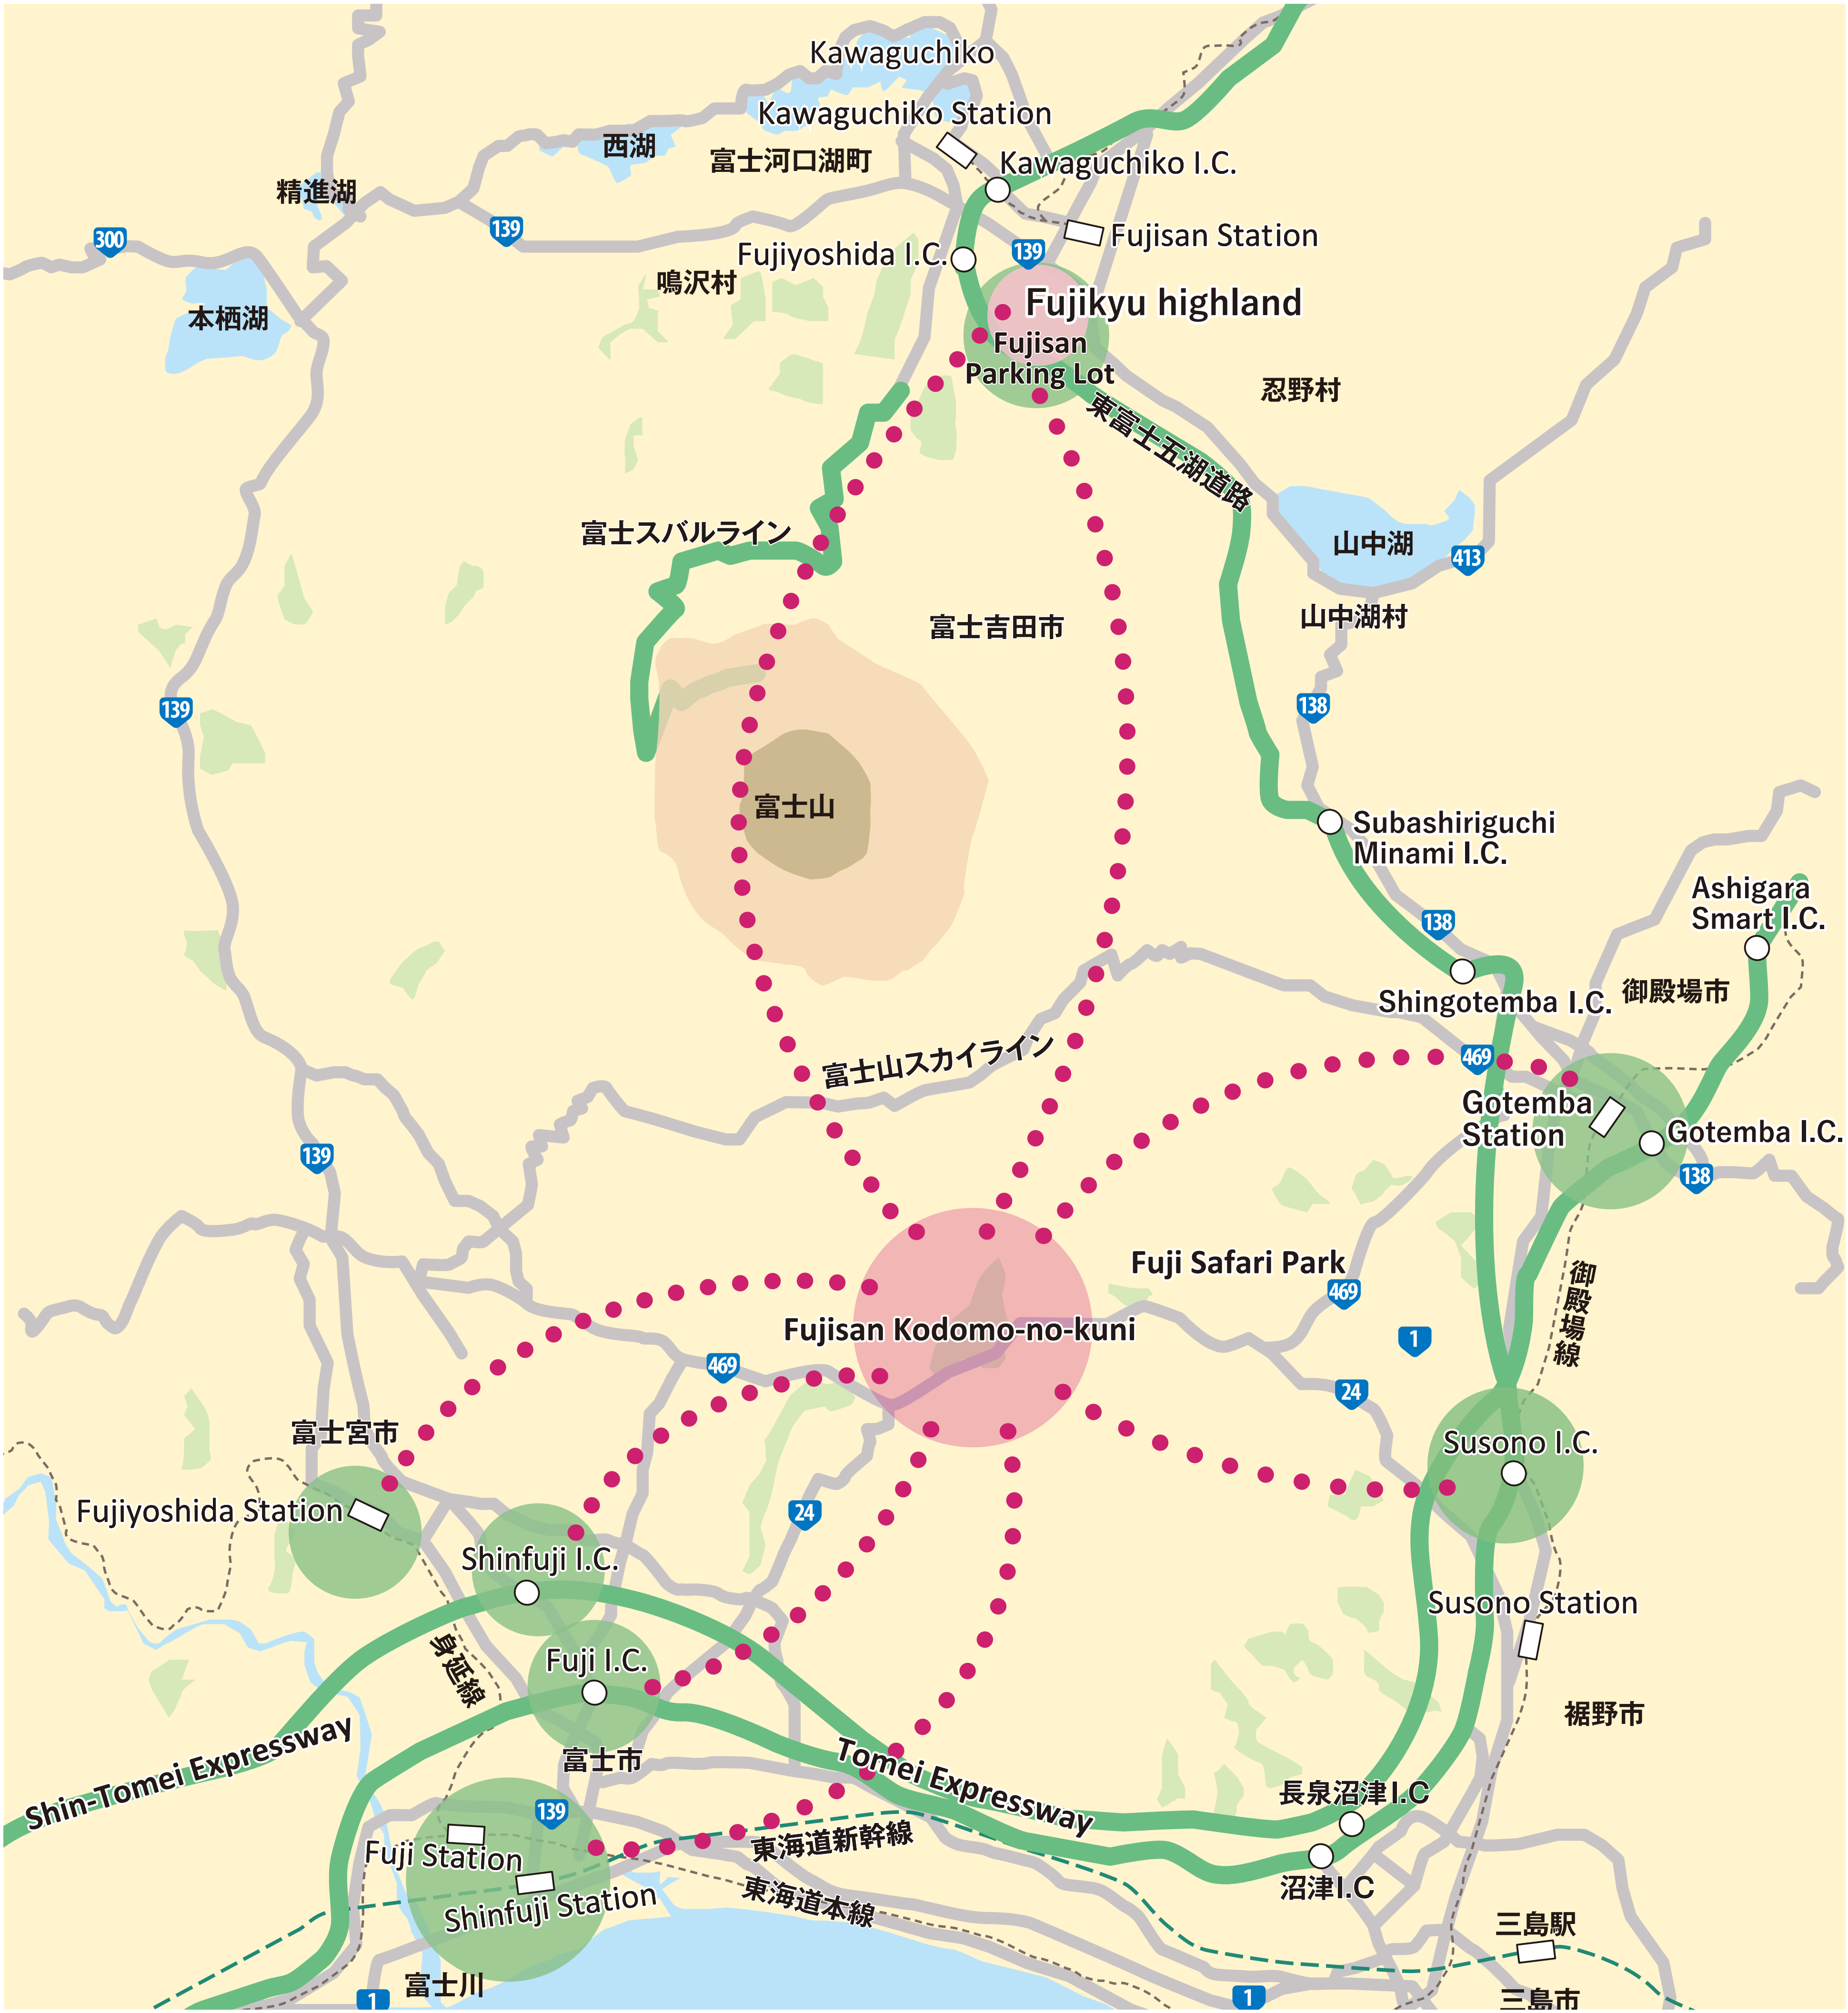 Kawaguchiko
Kawaguchiko Station
西湖
富士河口湖町
Kawaguchiko I.C.
精進湖
139
300
Fujisan Station
Fujiyoshida I.C.
139
鳴沢村
本栖湖
Fujikyu highland
Fujisan
Parking Lot
忍野村
東富士五湖道路
富士スバルライン
山中湖
413
山中湖村
富士吉田市
139
138
富士山
Subashiriguchi
Minami I.C.
Ashigara
Smart I.C.
138
御殿場市
Shingotemba I.C.
富士山スカイライン
469
Gotemba
Station
Gotemba I.C.
139
138
Fuji Safari Park
469
御殿場線
Fujisan Kodomo-no-kuni
1
469
24
富士宮市
Susono I.C.
Fujiyoshida Station
24
Shinfuji I.C.
Susono Station
身延線
Fuji I.C.
裾野市
Shin-Tomei Expressway
富士市
Tomei Expressway
長泉沼津I.C
139
東海道新幹線
Fuji Station
沼津I.C
Shinfuji Station
東海道本線
三島駅
富士川
1
1
三島市